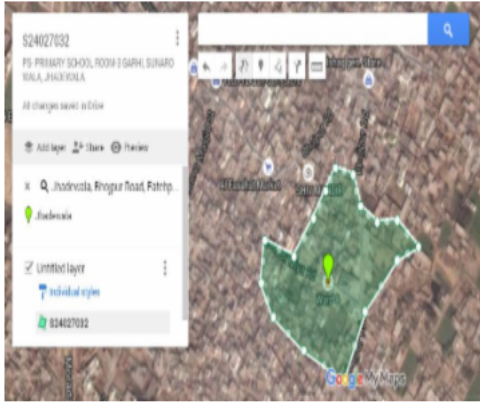 S24027032
PS-PRIMARY SCHOOL ROOM-3 GARHI, SUNARO
WALA, JHADEWALA.
All changes saved in Drive
Add layer Share Preview
Jhadewala, Bhojpur Road, Fatehp...
Jhadewala
Untitled layer
Individual styles
S24027032
Google My Maps